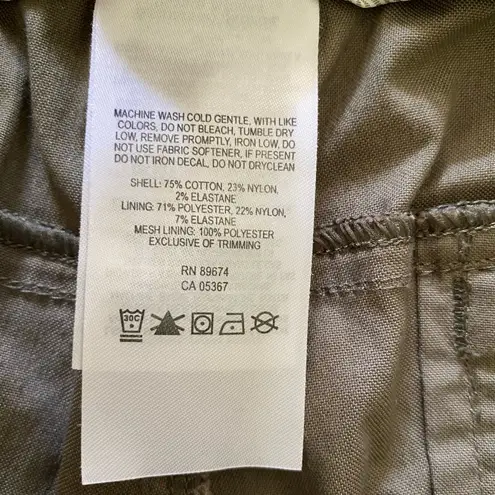 MACHINE WASH COLD GENTLE, WITH LIKE
COLORS, DO NOT BLEACH, TUMBLE DRY
LOW, REMOVE PROMPTLY, IRON LOW, DO
NOT USE FABRIC SOFTENER, IF PRESENT
DO NOT IRON DECAL, DO NOT DRYCLEAN
SHELL: 75% COTTON, 23% NYLON,
2% ELASTANE
LINING: 71% POLYESTER, 22% NYLON,
7% ELASTANE
MESH LINING: 100% POLYESTER
EXCLUSIVE OF TRIMMING
RN 89674
CA 05367
30C